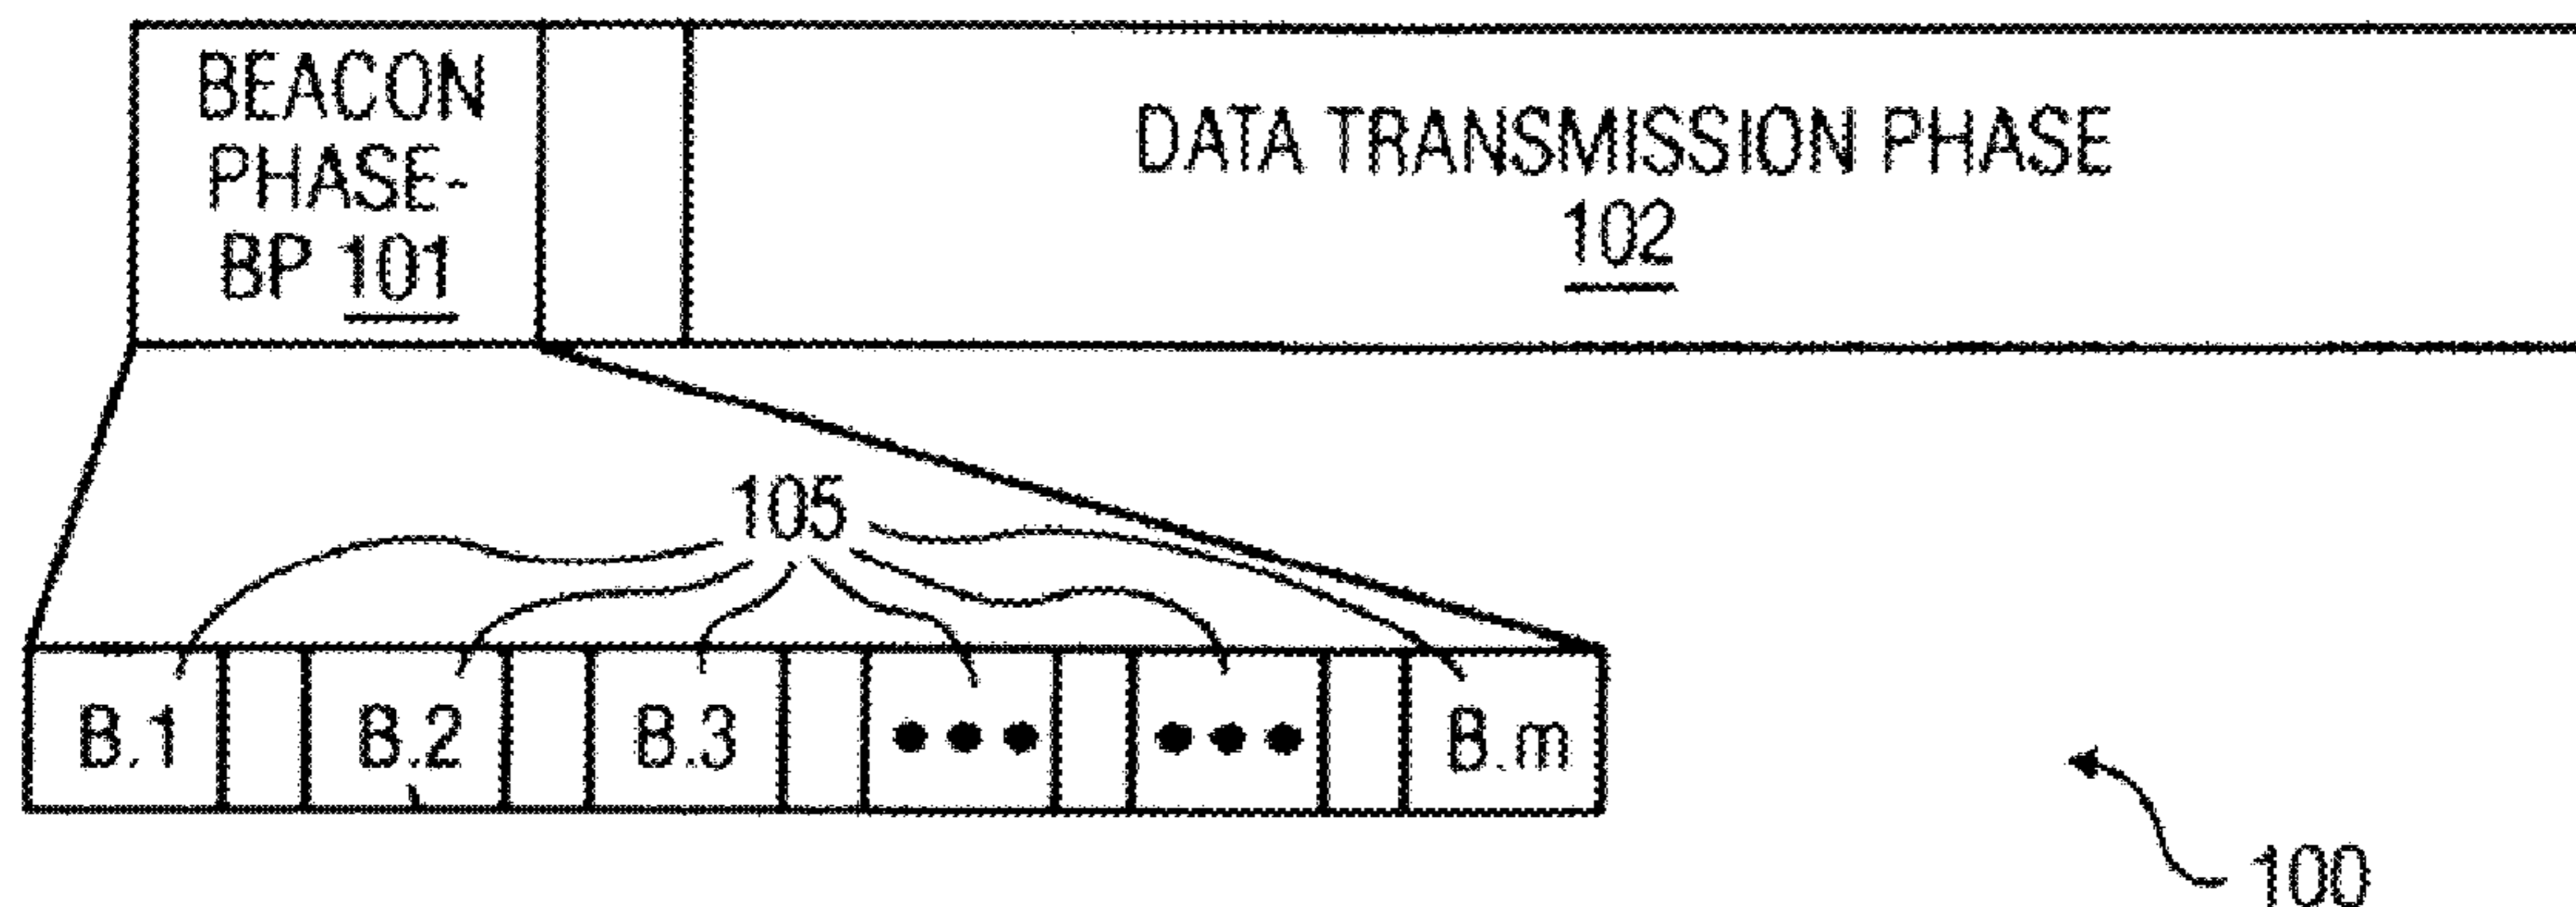 BEACON
PHASE-
BP 101
DATA TRANSMISSION PHASE
102
105
B.1 B.2 B.3 ●●● ●●● B.m
100